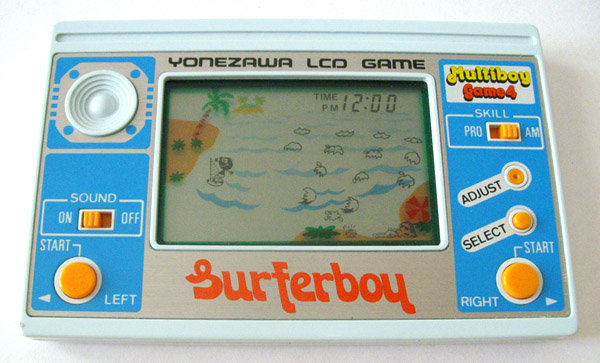 YONEZAWA LCD GAME
Multiboy
Game4
TIME
PM 12:00
SKILL
PRO AM
ADJUST
SELECT
SOUND
ON OFF
START
LEFT
START
RIGHT
Surferboy